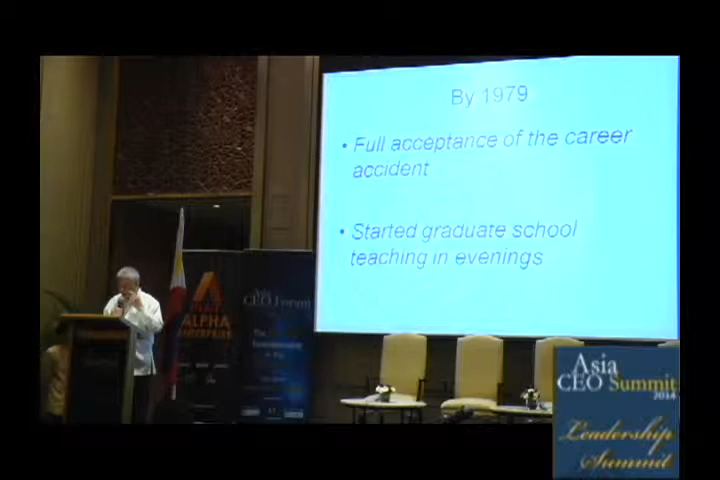 By 1979
• Full acceptance of the career
accident
• Started graduate school
teaching in evenings
Asia
CEO Forum
ALPHA
Asia
CEO Summit
2014
Leadership
Summit